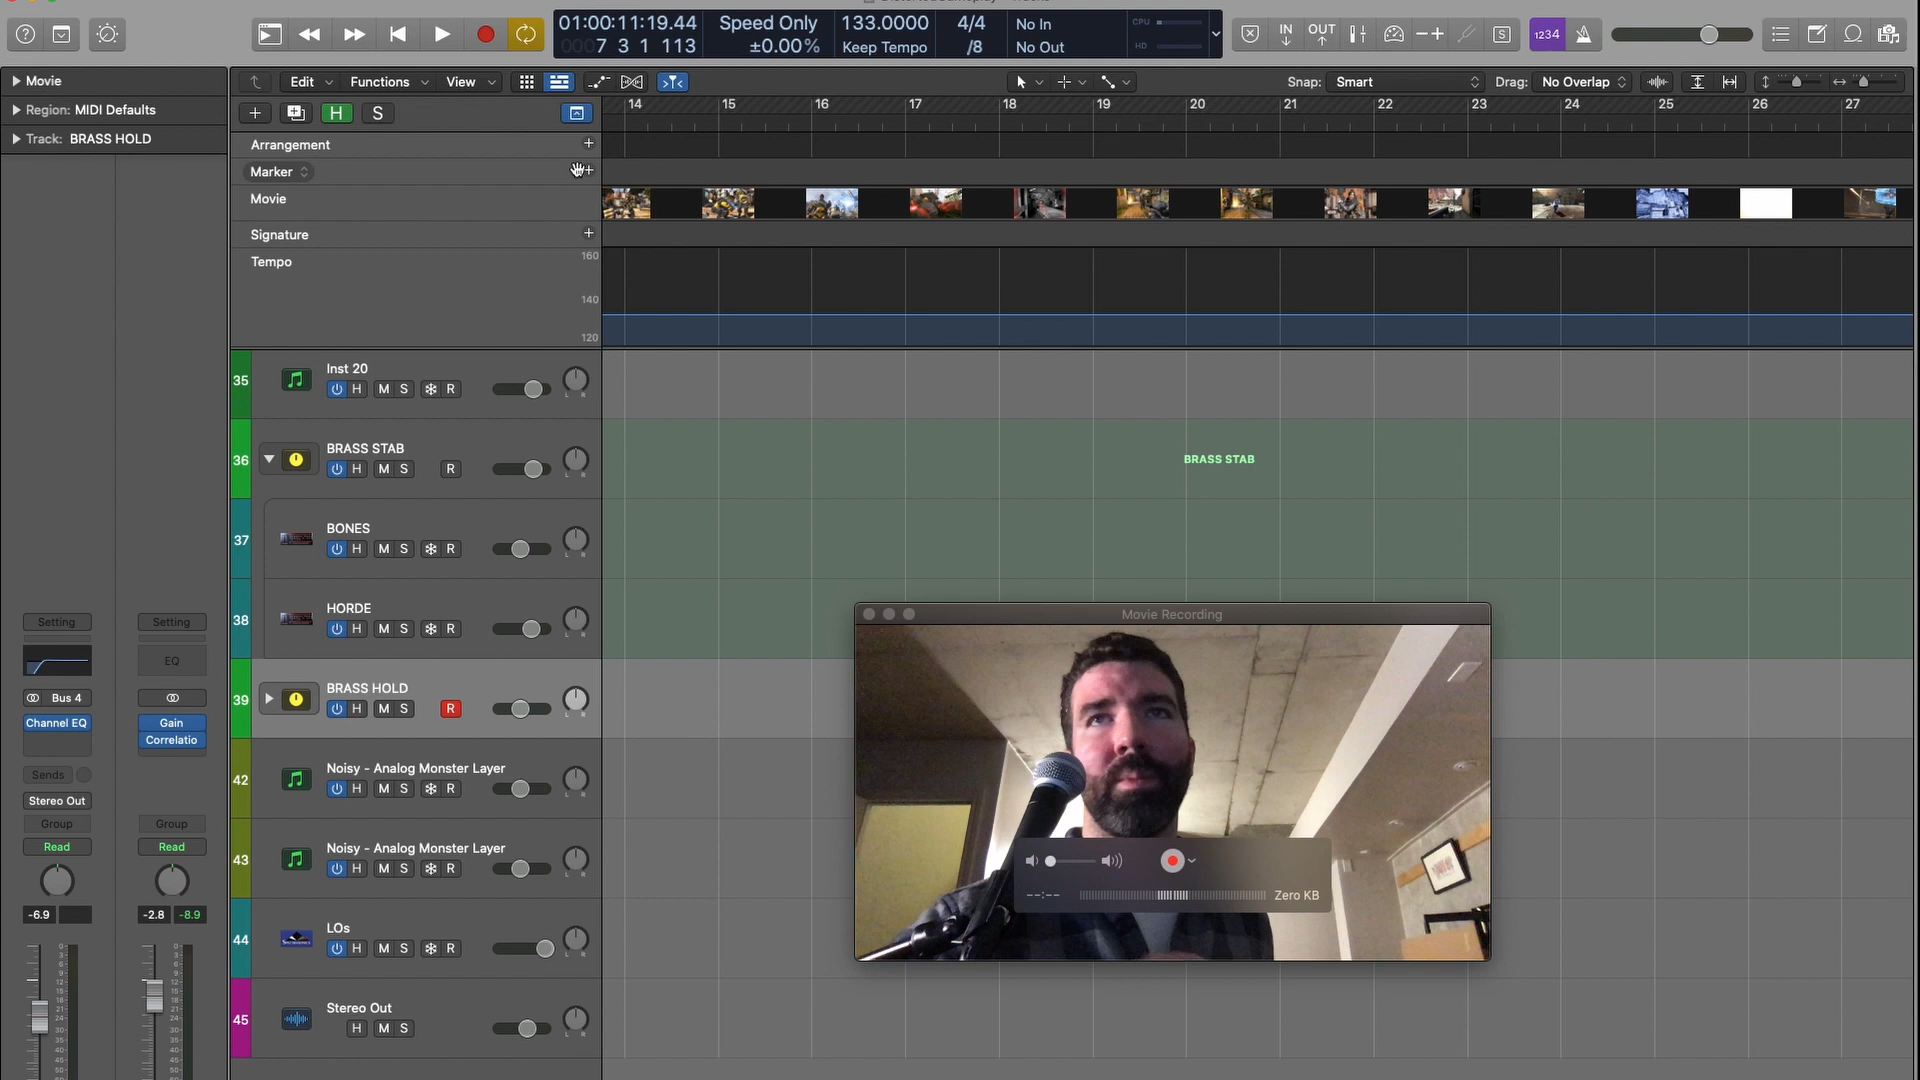 01:00:11:19.44
0007 3 1 113
Speed Only
±0.00%
133.0000
Keep Tempo
4/4
/8
No In
No Out
CPU
HD
IN
OUT
S
1234
Movie
Region: MIDI Defaults
Track: BRASS HOLD
Edit
Functions
View
Snap: Smart
Drag: No Overlap
H
S
14 15 16 17 18 19 20 21 22 23 24 25 26 27
Arrangement
Marker
Movie
Signature
Tempo
160
140
120
35
Inst 20
H M S R
L R
36
BRASS STAB
H M S R
L R
BRASS STAB
37
BONES
H M S R
L R
38
HORDE
H M S R
L R
39
BRASS HOLD
H M S R
L R
42
Noisy - Analog Monster Layer
H M S R
L R
43
Noisy - Analog Monster Layer
H M S R
L R
44
LOs
H M S R
L R
45
Stereo Out
H M S
L R
Setting
Setting
EQ
Bus 4
Channel EQ
Gain
Correlatio
Sends
Stereo Out
Group
Group
Read
Read
-6.9
-2.8 -8.9
Movie Recording
--:--
Zero KB